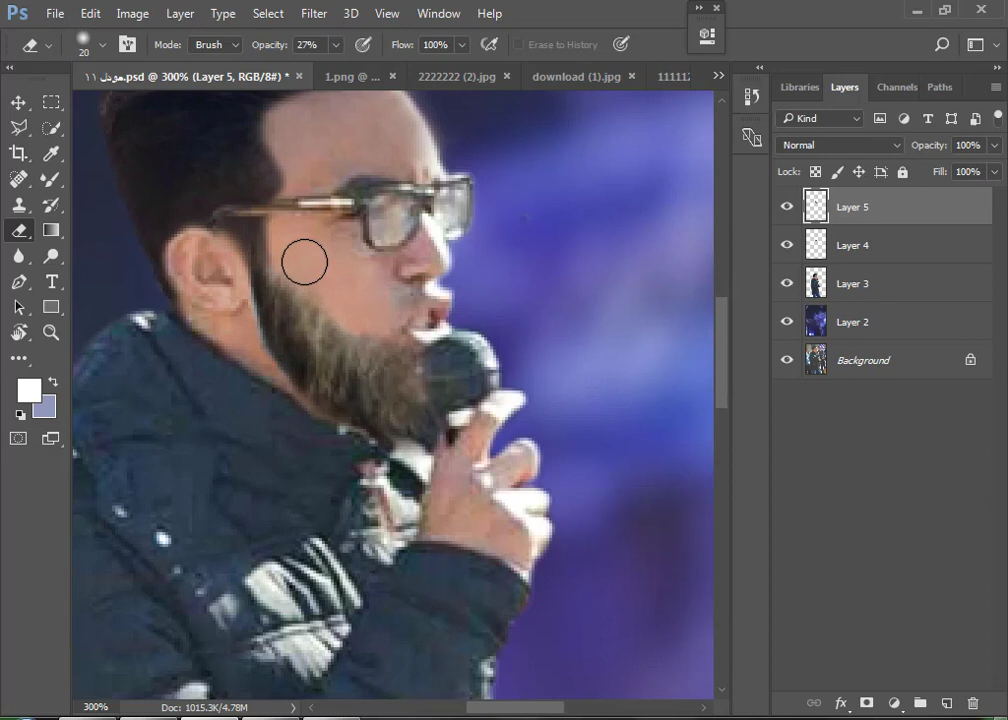 Ps File Edit Image Layer Type Select Filter 3D View Window Help
20 Mode: Brush Opacity: 27% Flow: 100% Erase to History
مودل ١١.psd @ 300% (Layer 5, RGB/8#) * × 1.png @ ... × 2222222 (2).jpg × download (1).jpg × 111112
Libraries Layers Channels Paths
Kind
Normal Opacity: 100%
Lock: Fill: 100%
Layer 5
Layer 4
Layer 3
Layer 2
Background
300% Doc: 1015.3K/4.78M